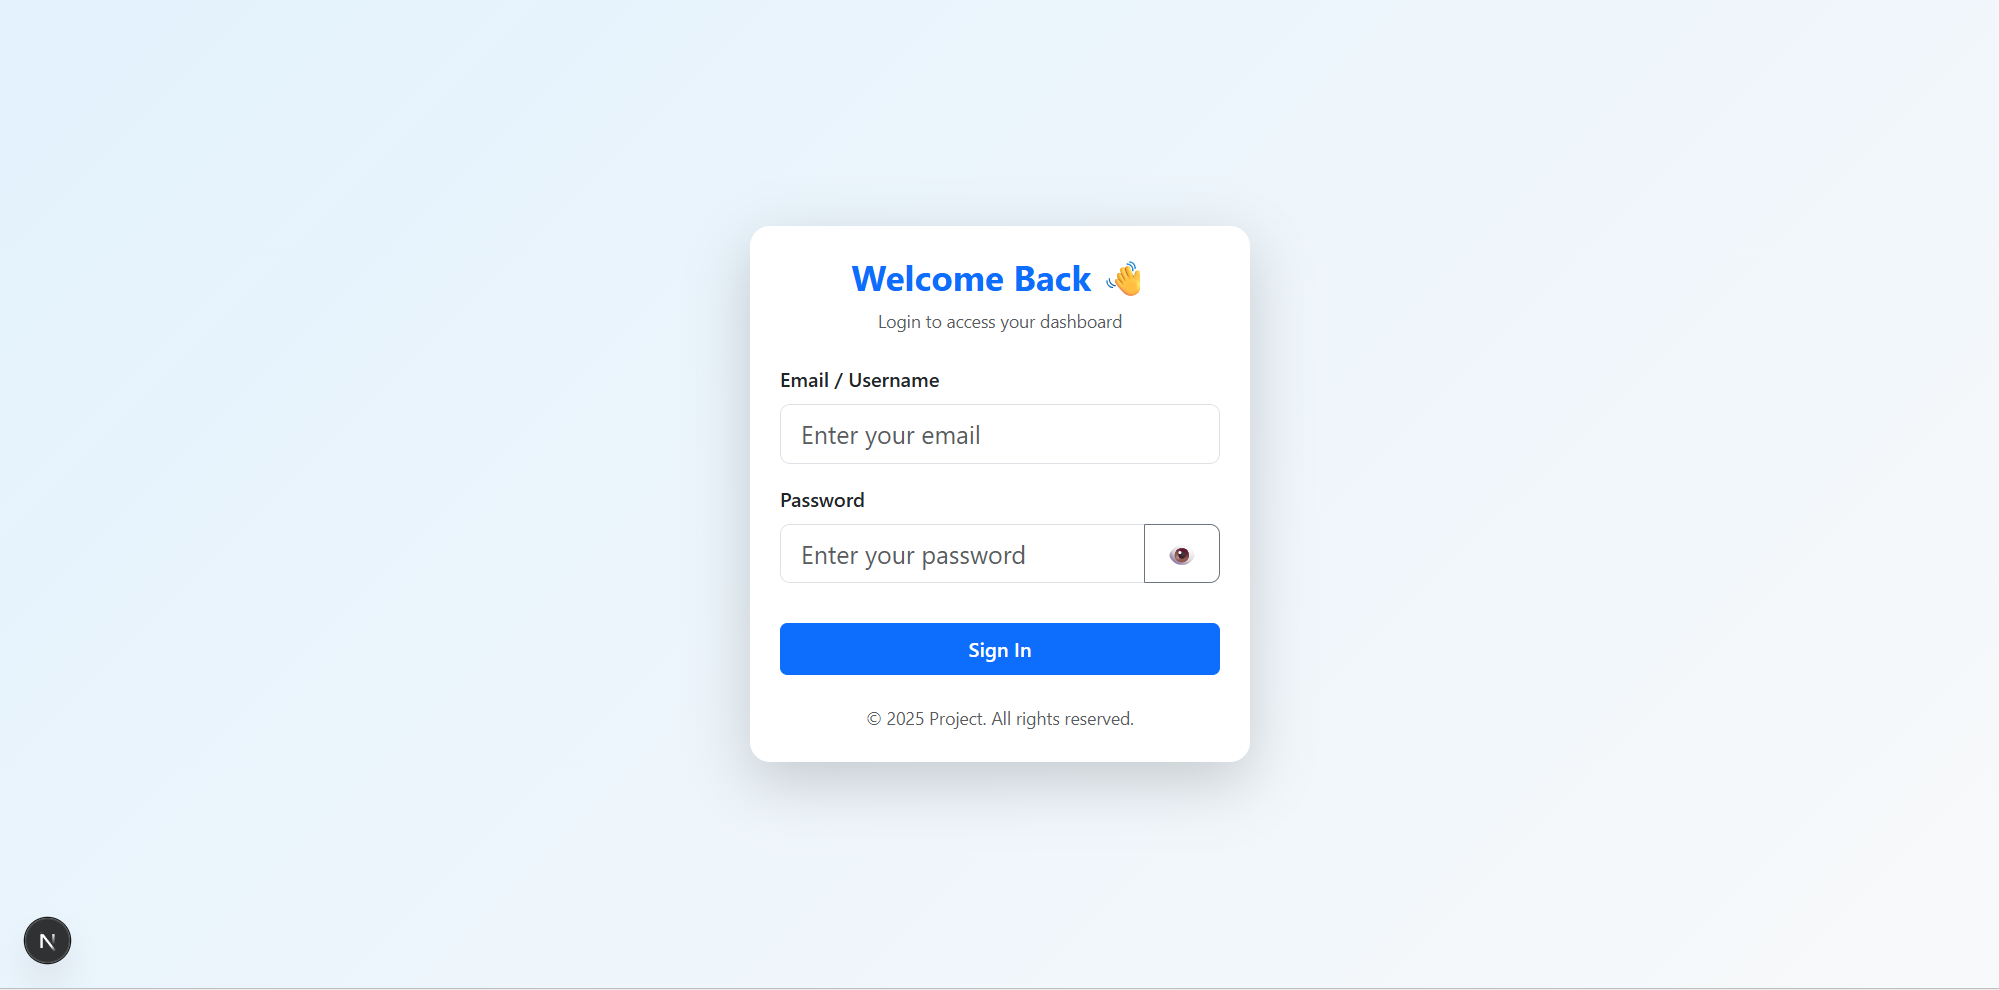 Welcome Back 👋
Login to access your dashboard
Email / Username
Enter your email
Password
Enter your password
Sign In
© 2025 Project. All rights reserved.
N